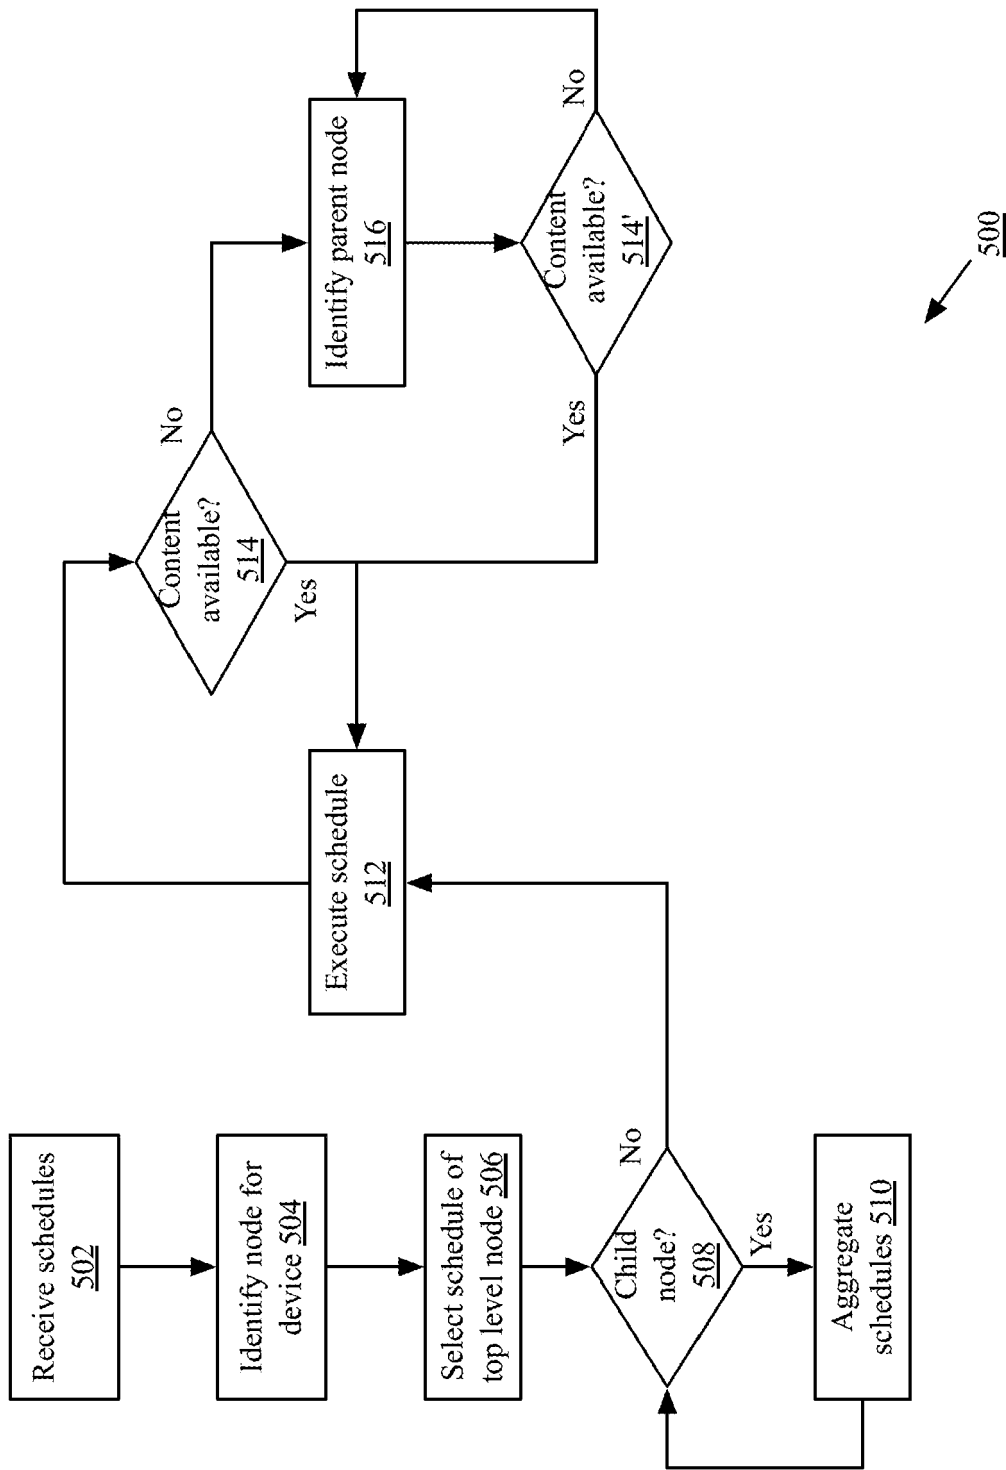 Receive schedules
502
Identify node for
device 504
Select schedule of
top level node 506
Child
node?
508
Yes
No
Aggregate
schedules 510
Execute schedule
512
Content
available?
514
Yes
No
Identify parent node
516
Content
available?
514'
Yes
No
500